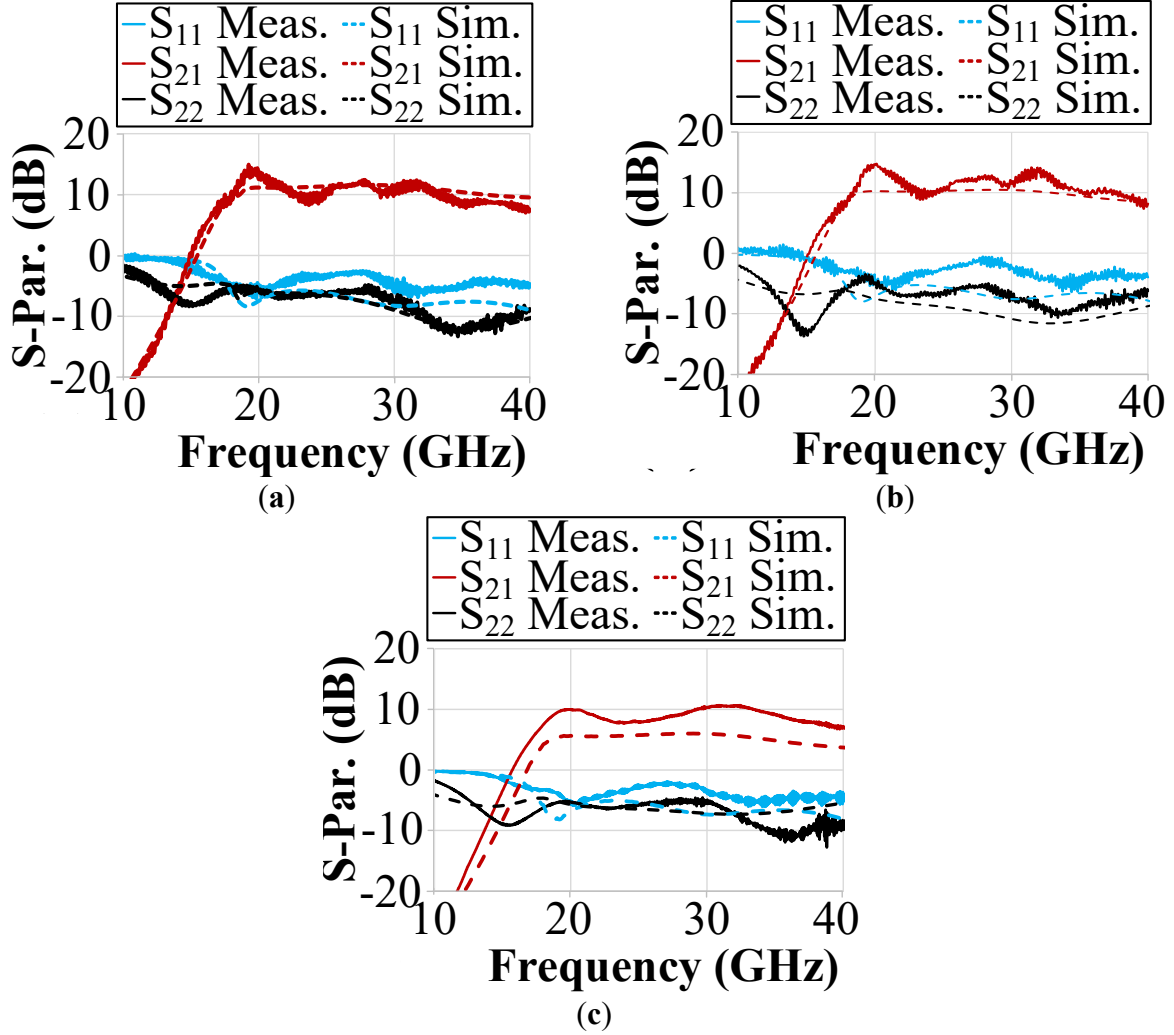 S11 Meas. S11 Sim.
S21 Meas. S21 Sim.
S22 Meas. S22 Sim.
20
10
0
-10
-20
S-Par. (dB)
10 20 30 40
Frequency (GHz)
(a)
S11 Meas. S11 Sim.
S21 Meas. S21 Sim.
S22 Meas. S22 Sim.
20
10
0
-10
-20
S-Par. (dB)
10 20 30 40
Frequency (GHz)
(b)
S11 Meas. S11 Sim.
S21 Meas. S21 Sim.
S22 Meas. S22 Sim.
20
10
0
-10
-20
S-Par. (dB)
10 20 30 40
Frequency (GHz)
(c)